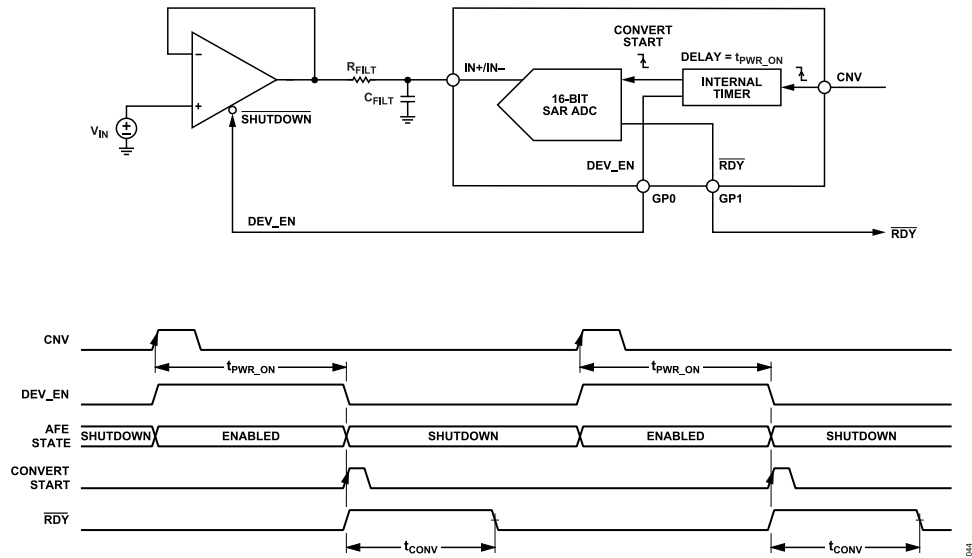 CONVERT
START
DELAY = tPWR_ON
RFILT
IN+/IN–
CNV
INTERNAL
TIMER
–
+
CFILT
16-BIT
SAR ADC
SHUTDOWN
VIN
+
–
DEV_EN
RDY
GP0
GP1
DEV_EN
RDY
CNV
tPWR_ON
tPWR_ON
DEV_EN
AFE
STATE
SHUTDOWN
ENABLED
SHUTDOWN
ENABLED
SHUTDOWN
CONVERT
START
RDY
tCONV
tCONV
044